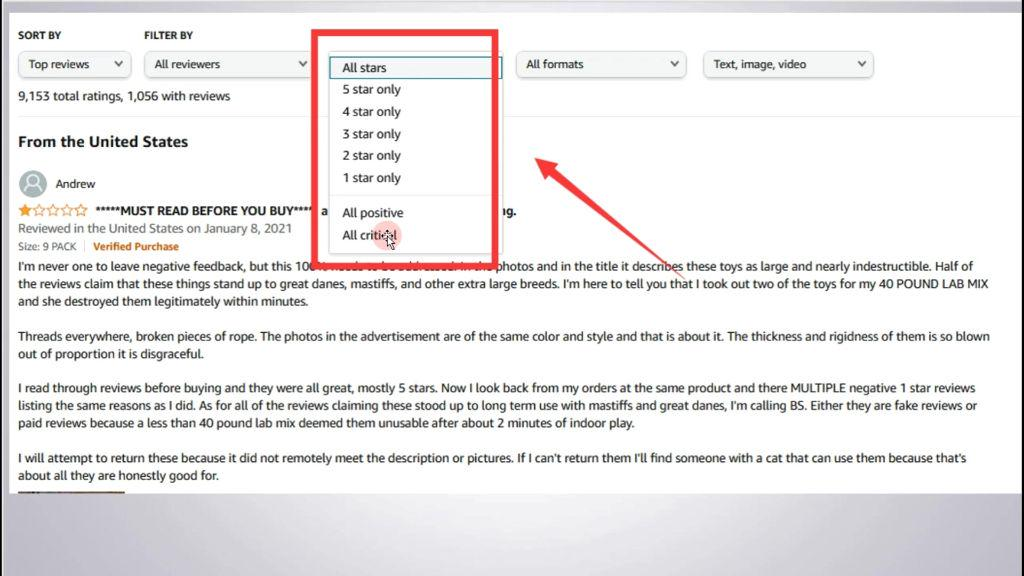 SORT BY FILTER BY
Top reviews All reviewers All stars All formats Text, image, video
5 star only
9,153 total ratings, 1,056 with reviews
4 star only
3 star only
2 star only
1 star only
All positive
All critical
From the United States
Andrew
*****MUST READ BEFORE YOU BUY****
Reviewed in the United States on January 8, 2021
Size: 9 PACK Verified Purchase
I'm never one to leave negative feedback, but this 100% needs to be addressed. In the photos and in the title it describes these toys as large and nearly indestructible. Half of
the reviews claim that these things stand up to great danes, mastiffs, and other extra large breeds. I'm here to tell you that I took out two of the toys for my 40 POUND LAB MIX
and she destroyed them legitimately within minutes.
Threads everywhere, broken pieces of rope. The photos in the advertisement are of the same color and style and that is about it. The thickness and rigidness of them is so blown
out of proportion it is disgraceful.
I read through reviews before buying and they were all great, mostly 5 stars. Now I look back from my orders at the same product and there MULTIPLE negative 1 star reviews
listing the same reasons as I did. As for all of the reviews claiming these stood up to long term use with mastiffs and great danes, I'm calling BS. Either they are fake reviews or
paid reviews because a less than 40 pound lab mix deemed them unusable after about 2 minutes of indoor play.
I will attempt to return these because it did not remotely meet the description or pictures. If I can't return them I'll find someone with a cat that can use them because that's
about all they are honestly good for.